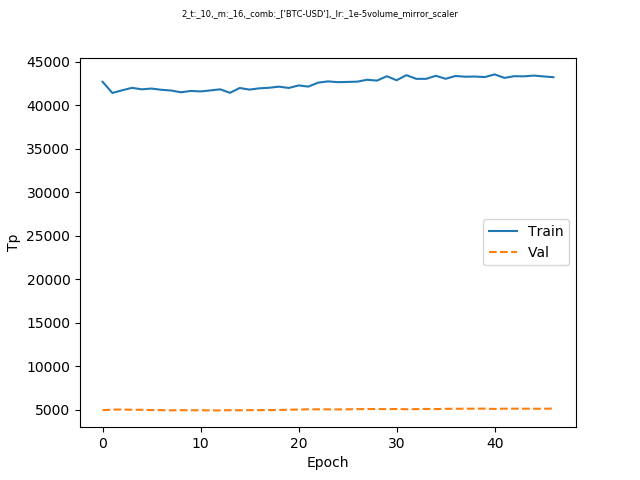 2_t:_10,_m:_16,_comb:_['BTC-USD'],_lr:_1e-5volume_mirror_scaler
45000
40000
35000
30000
25000
20000
15000
10000
5000
Tp
Train
Val
0
10
20
30
40
Epoch